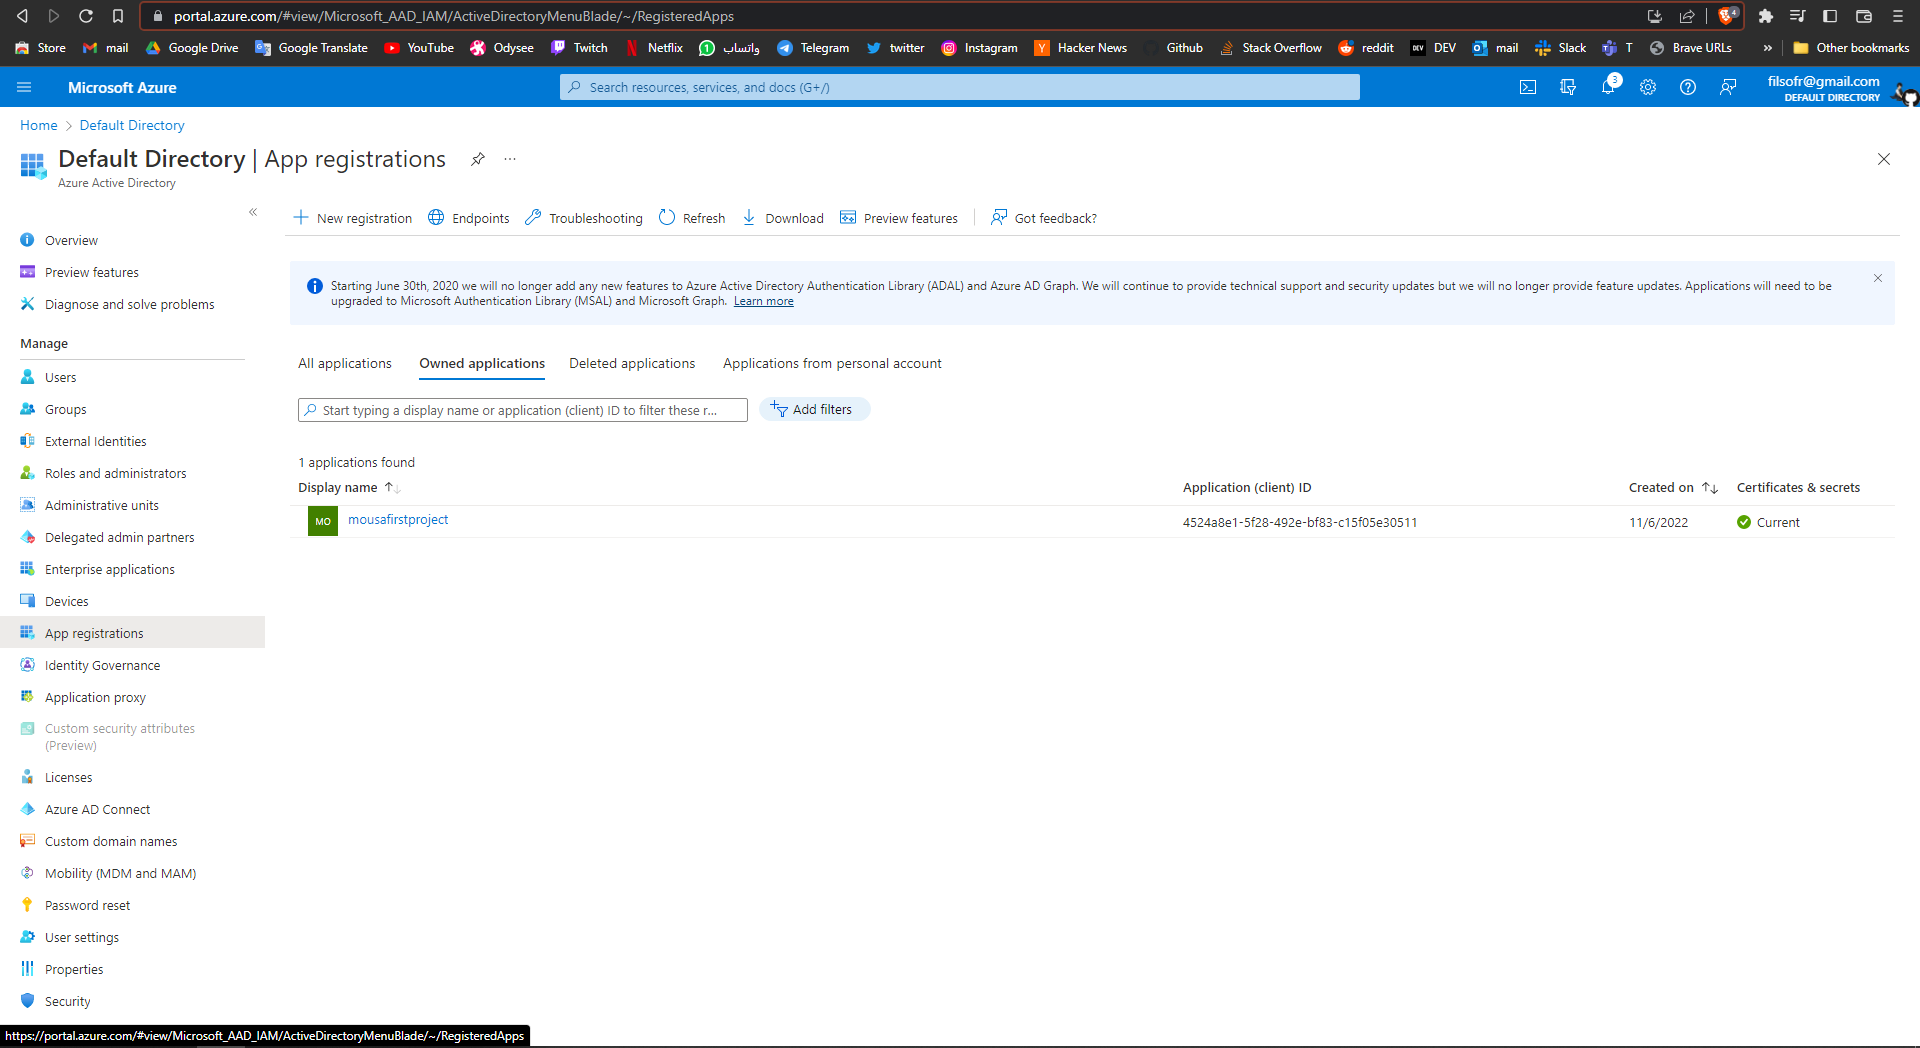 portal.azure.com/#view/Microsoft_AAD_IAM/ActiveDirectoryMenuBlade/~/RegisteredApps
4
Store mail Google Drive Google Translate YouTube Odysee Twitch Netflix واتساب Telegram twitter Instagram Hacker News Github Stack Overflow reddit DEV DEV mail Slack T Brave URLs » Other bookmarks
Microsoft Azure
Search resources, services, and docs (G+/)
3
filsofr@gmail.com
DEFAULT DIRECTORY
Home > Default Directory
Default Directory | App registrations
Azure Active Directory
Overview
Preview features
Diagnose and solve problems
Manage
Users
Groups
External Identities
Roles and administrators
Administrative units
Delegated admin partners
Enterprise applications
Devices
App registrations
Identity Governance
Application proxy
Custom security attributes
(Preview)
Licenses
Azure AD Connect
Custom domain names
Mobility (MDM and MAM)
Password reset
User settings
Properties
Security
New registration Endpoints Troubleshooting Refresh Download Preview features Got feedback?
Starting June 30th, 2020 we will no longer add any new features to Azure Active Directory Authentication Library (ADAL) and Azure AD Graph. We will continue to provide technical support and security updates but we will no longer provide feature updates. Applications will need to be
upgraded to Microsoft Authentication Library (MSAL) and Microsoft Graph. Learn more
All applications Owned applications Deleted applications Applications from personal account
Start typing a display name or application (client) ID to filter these r... Add filters
1 applications found
Display name Application (client) ID Created on Certificates & secrets
MO mousafirstproject 4524a8e1-5f28-492e-bf83-c15f05e30511 11/6/2022 Current
https://portal.azure.com/#view/Microsoft_AAD_IAM/ActiveDirectoryMenuBlade/~/RegisteredApps